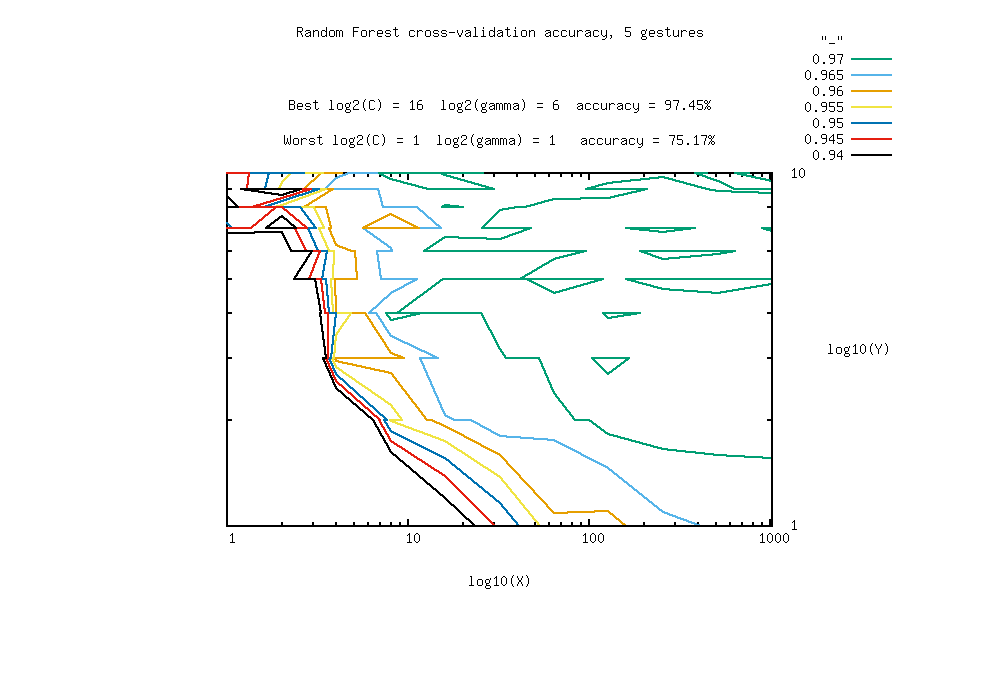 Random Forest cross-validation accuracy, 5 gestures
"_"
0.97
0.965
0.96
0.955
0.95
0.945
0.94
Best log2(C) = 16  log2(gamma) = 6  accuracy = 97.45%
Worst log2(C) = 1  log2(gamma) = 1   accuracy = 75.17%
10
log10(Y)
1
1 10 100 1000
log10(X)